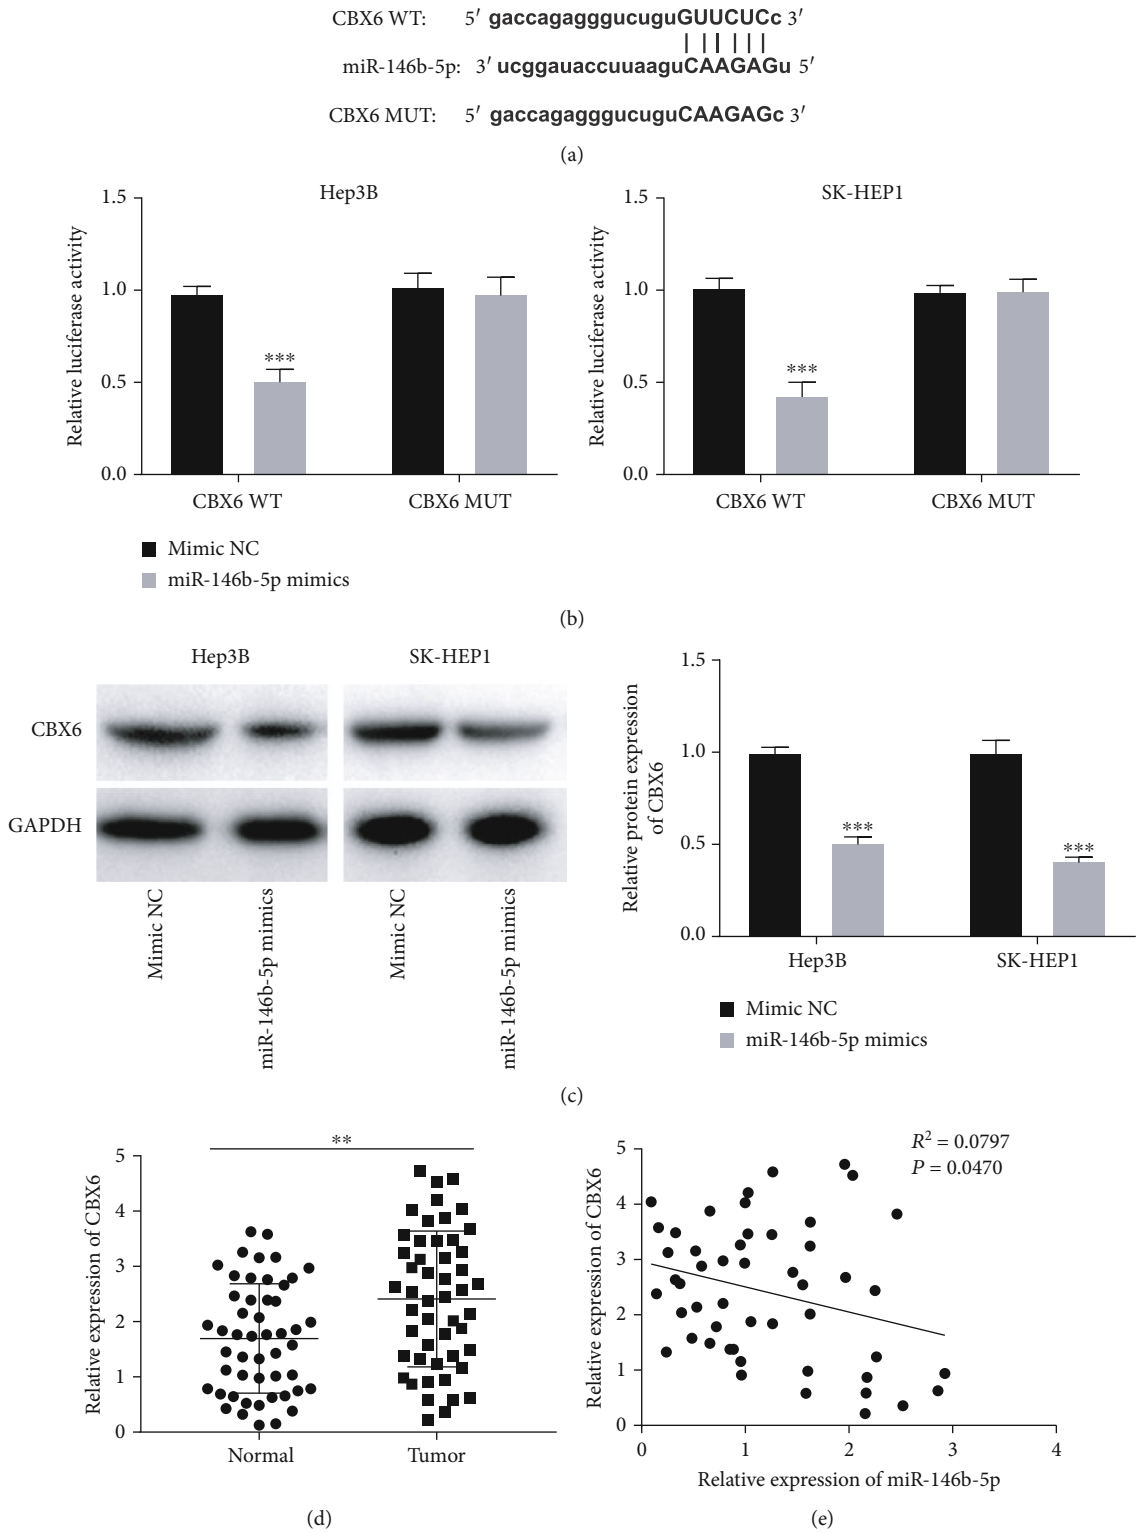 CBX6 WT: 5′ gaccagagggucuguGUUCUCc 3′
miR-146b-5p: 3′ ucggauaccuuaaguCAAGAGu 5′
CBX6 MUT: 5′ gaccagagggucuguCAAGAGc 3′
(a)
Hep3B
Relative luciferase activity
1.5
1.0
0.5
0.0
***
CBX6 WT CBX6 MUT
SK-HEP1
Relative luciferase activity
1.5
1.0
0.5
0.0
***
CBX6 WT CBX6 MUT
Mimic NC
miR-146b-5p mimics
(b)
Hep3B SK-HEP1
CBX6
GAPDH
Mimic NC
miR-146b-5p mimics
Mimic NC
miR-146b-5p mimics
Relative protein expression
of CBX6
1.5
1.0
0.5
0.0
***
***
Hep3B SK-HEP1
Mimic NC
miR-146b-5p mimics
(c)
**
Relative expression of CBX6
5
4
3
2
1
0
Normal Tumor
(d)
R² = 0.0797
P = 0.0470
Relative expression of CBX6
5
4
3
2
1
0
0 1 2 3 4
Relative expression of miR-146b-5p
(e)